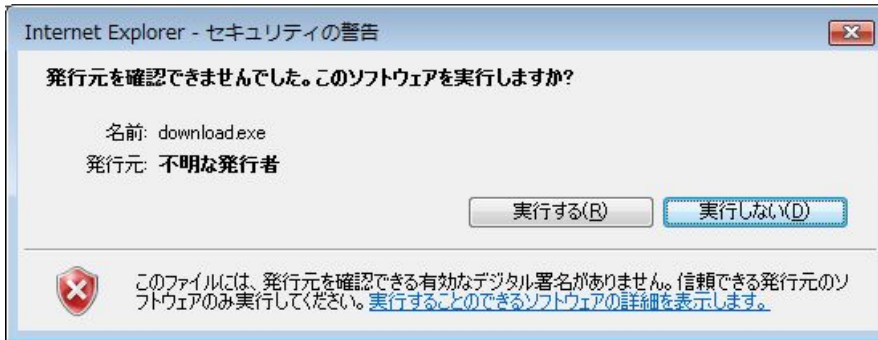 Internet Explorer - セキュリティの警告
発行元を確認できませんでした。このソフトウェアを実行しますか?
名前: download.exe
発行元: 不明な発行者
実行する(R) 実行しない(D)
このファイルには、発行元を確認できる有効なデジタル署名がありません。信頼できる発行元のソ
フトウェアのみ実行してください。実行することのできるソフトウェアの詳細を表示します。